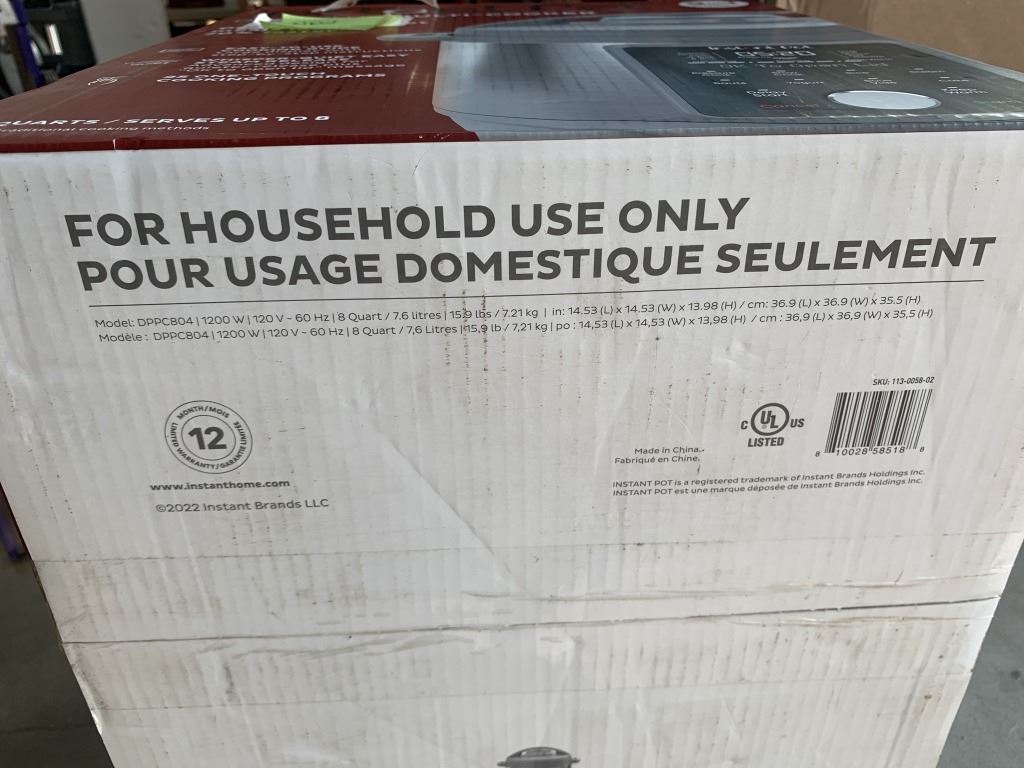 QUARTS / SERVES UP TO 8
traditional cooking methods
Cancel
FOR HOUSEHOLD USE ONLY
POUR USAGE DOMESTIQUE SEULEMENT
Model: DPPC804 | 1200 W | 120 V ~ 60 Hz | 8 Quart / 7.6 litres | 15.9 lbs / 7.21 kg | in: 14.53 (L) x 14.53 (W) x 13.98 (H) / cm: 36.9 (L) x 36.9 (W) x 35.5 (H)
Modèle : DPPC804 | 1200 W | 120 V ~ 60 Hz | 8 Quart / 7,6 Litres | 15,9 lb / 7,21 kg | po : 14,53 (L) x 14,53 (W) x 13,98 (H) / cm : 36,9 (L) x 36,9 (W) x 35,5 (H)
SKU: 113-0058-02
MONTH/MOIS
12
LIMITED WARRANTY/GARANTIE LIMITÉE
C UL US
LISTED
8 10028 58518 8
Made in China.
Fabriqué en Chine.
www.instanthome.com
©2022 Instant Brands LLC
INSTANT POT is a registered trademark of Instant Brands Holdings Inc.
INSTANT POT est une marque déposée de Instant Brands Holdings Inc.